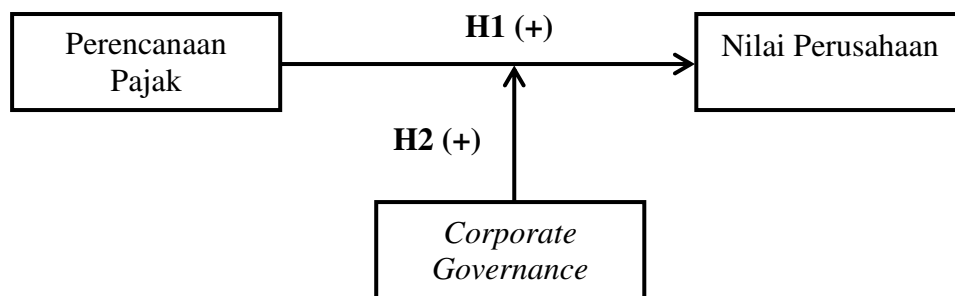 H1 (+)
Perencanaan
Pajak
Nilai Perusahaan
H2 (+)
Corporate
Governance